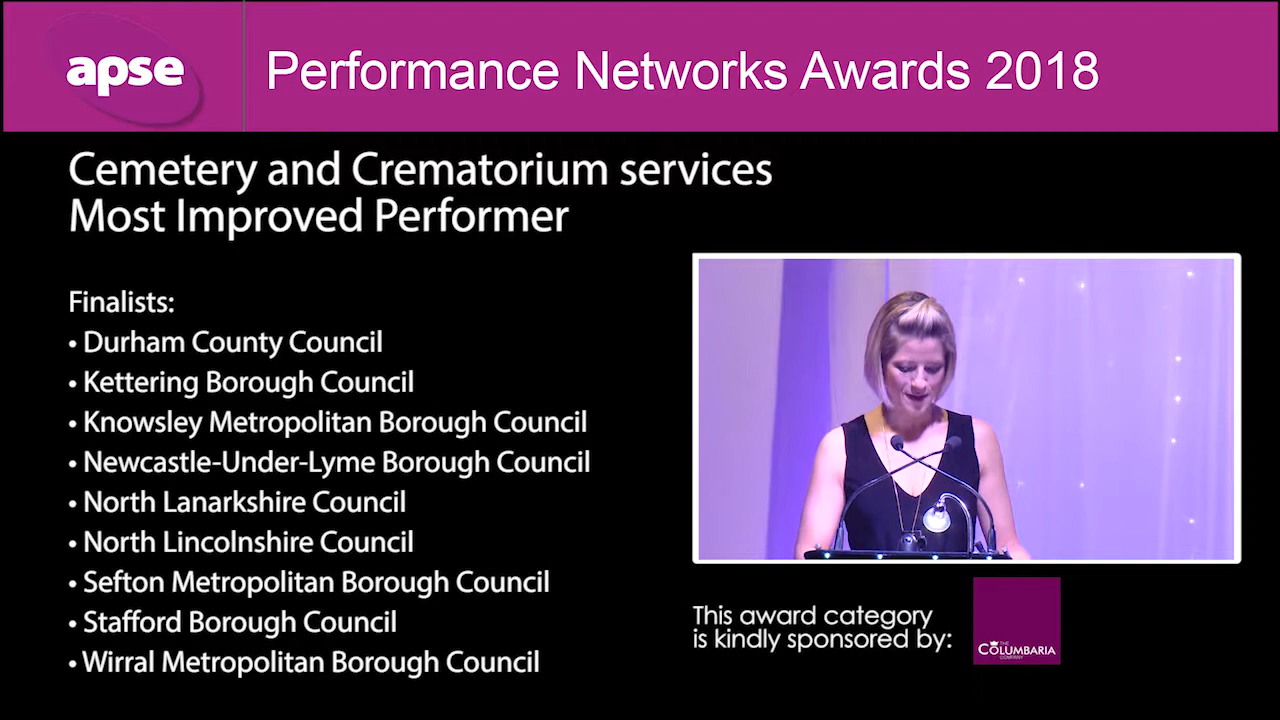 apse
Performance Networks Awards 2018
Cemetery and Crematorium services
Most Improved Performer
Finalists:
• Durham County Council
• Kettering Borough Council
• Knowsley Metropolitan Borough Council
• Newcastle-Under-Lyme Borough Council
• North Lanarkshire Council
• North Lincolnshire Council
• Sefton Metropolitan Borough Council
• Stafford Borough Council
• Wirral Metropolitan Borough Council
This award category
is kindly sponsored by:
THE
COLUMBARIA
COMPANY